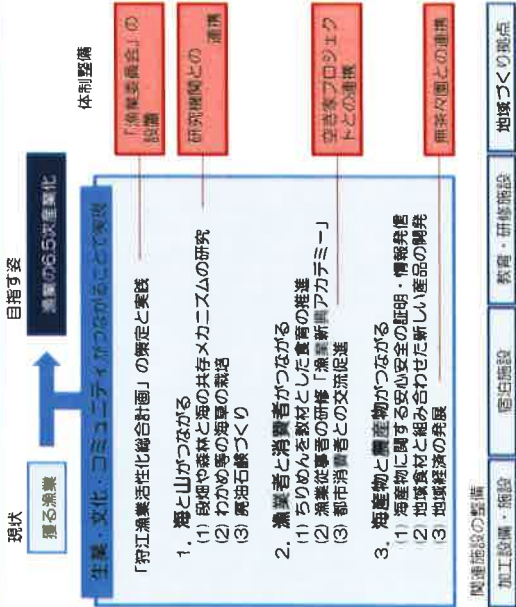 現状
目指す姿
獲る漁業
漁業の6.5次産業化
体制整備
生業・文化・コミュニティがつながることで実現
「狩江漁業活性化総合計画」の策定と実践
1. 海と山がつながる
(1) 段畑や森林と海の共存メカニズムの研究
(2) わかめ等の海草の栽培
(3) 廃油石鹸づくり
2. 漁業者と消費者がつながる
(1) ちりめんを教材とした食育の推進
(2) 漁業従事者の研修「漁業新興アカデミー」
(3) 都市消費者との交流促進
3. 海産物と農産物がつながる
(1) 海産物に関する安心安全の証明・情報発信
(2) 地域食材と組み合わせた新しい産品の開発
(3) 地域経済の発展
「漁業委員会」の
設置
研究機関との
連携
空き家プロジェク
トとの連携
無茶々園との連携
関連施設の整備
加工設備・施設
宿泊施設
教育・研修施設
地域づくり拠点